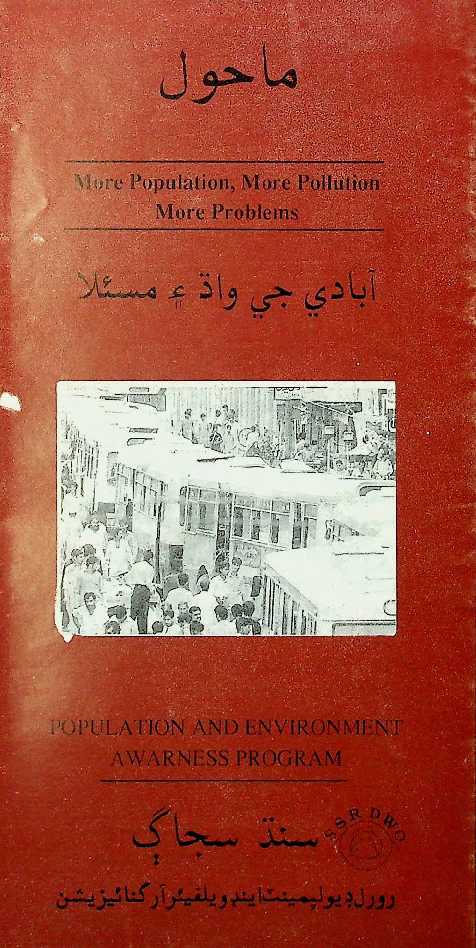 ماحول
More Population, More Pollution
More Problems
آبادي جي واڌ ۽ مسئلا
POPULATION AND ENVIRONMENT
AWARNESS PROGRAM
SSRDWO
سنڌ سجاڳ
رورل ڊيولپمينٽ اينڊ ويلفيئر آرگنائيزيشن